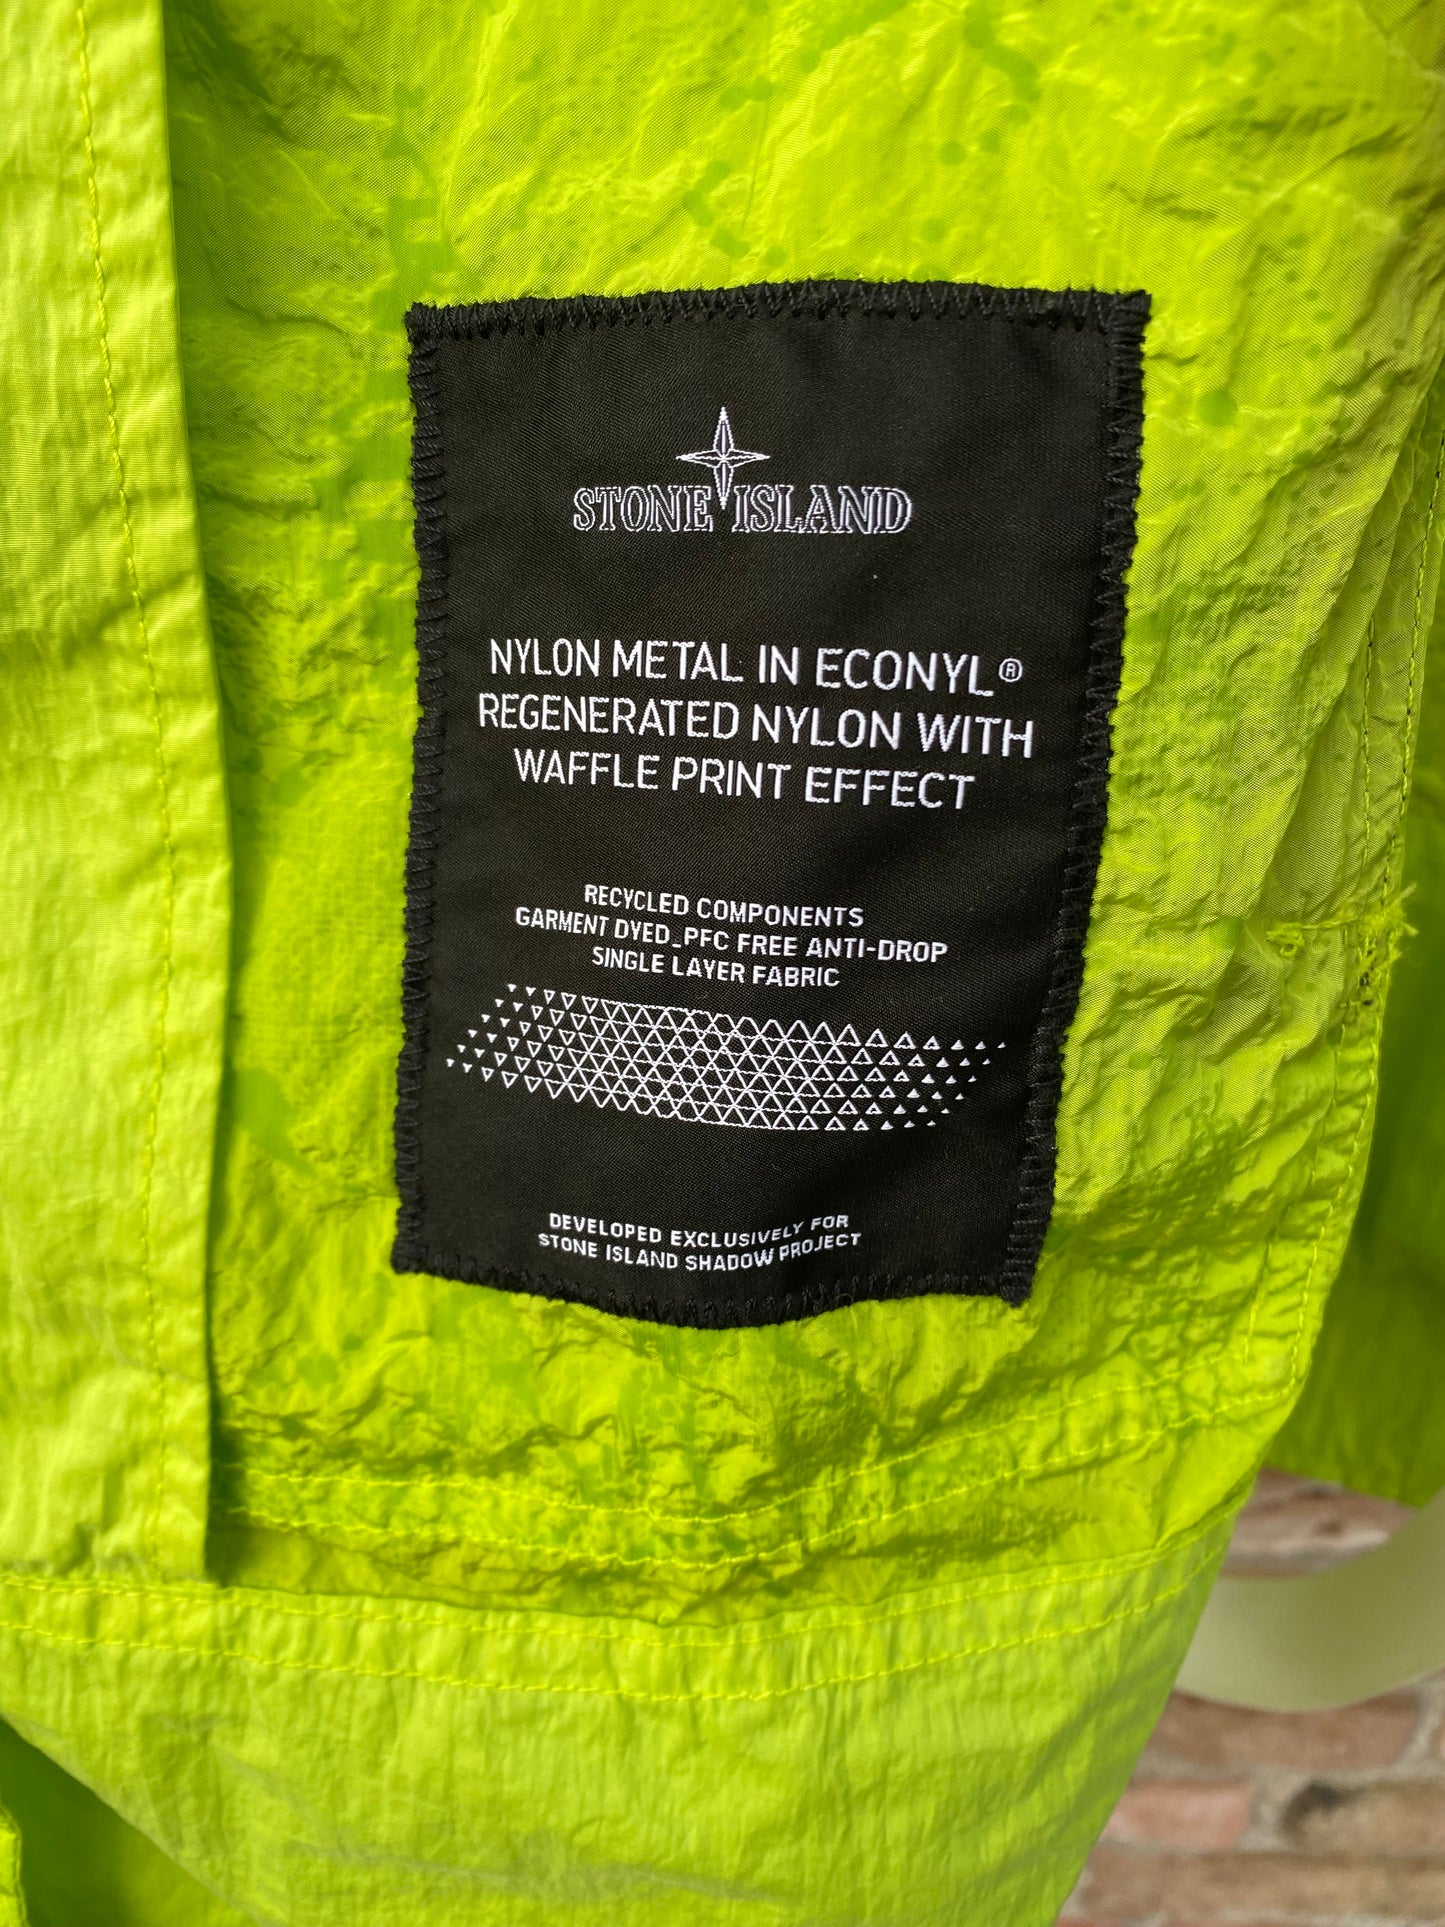 STONE ISLAND
NYLON METAL IN ECONYL®
REGENERATED NYLON WITH
WAFFLE PRINT EFFECT
RECYCLED COMPONENTS
GARMENT DYED_PFC FREE ANTI-DROP
SINGLE LAYER FABRIC
DEVELOPED EXCLUSIVELY FOR
STONE ISLAND SHADOW PROJECT